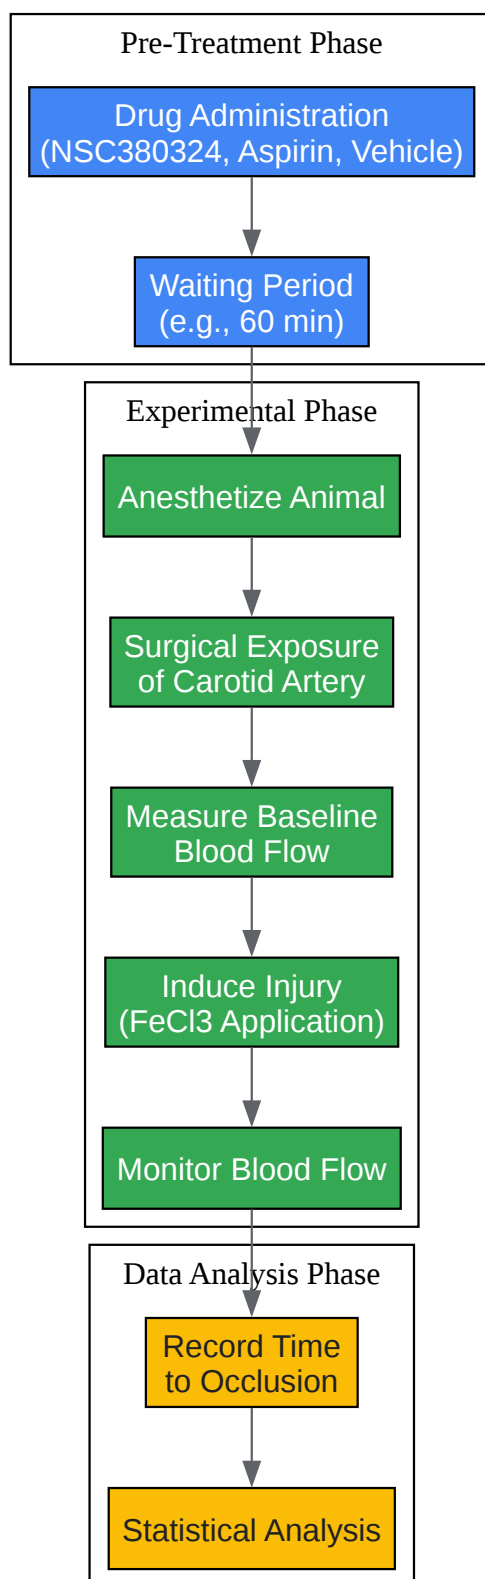 Pre-Treatment Phase
Drug Administration
(NSC380324, Aspirin, Vehicle)
Waiting Period
(e.g., 60 min)
Experimental Phase
Anesthetize Animal
Surgical Exposure
of Carotid Artery
Measure Baseline
Blood Flow
Induce Injury
(FeCl3 Application)
Monitor Blood Flow
Data Analysis Phase
Record Time
to Occlusion
Statistical Analysis